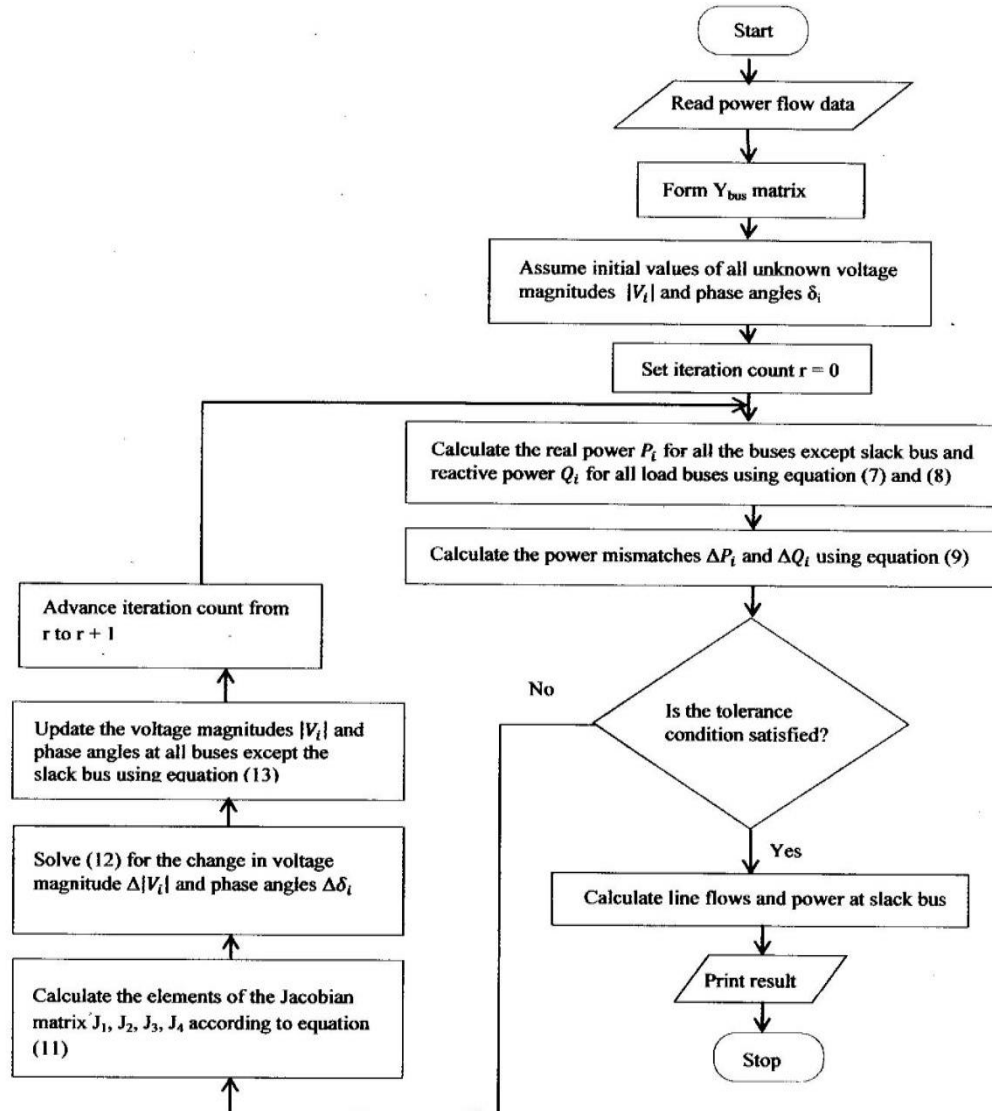 Start
Read power flow data
Form Y_bus matrix
Assume initial values of all unknown voltage
magnitudes |V_i| and phase angles δ_i
Set iteration count r = 0
Calculate the real power P_i for all the buses except slack bus and
reactive power Q_i for all load buses using equation (7) and (8)
Calculate the power mismatches ΔP_i and ΔQ_i using equation (9)
Is the tolerance
condition satisfied?
No
Yes
Calculate line flows and power at slack bus
Print result
Stop
Calculate the elements of the Jacobian
matrix J₁, J₂, J₃, J₄ according to equation
(11)
Solve (12) for the change in voltage
magnitude Δ|V_i| and phase angles Δδ_i
Update the voltage magnitudes |V_i| and
phase angles at all buses except the
slack bus using equation (13)
Advance iteration count from
r to r + 1